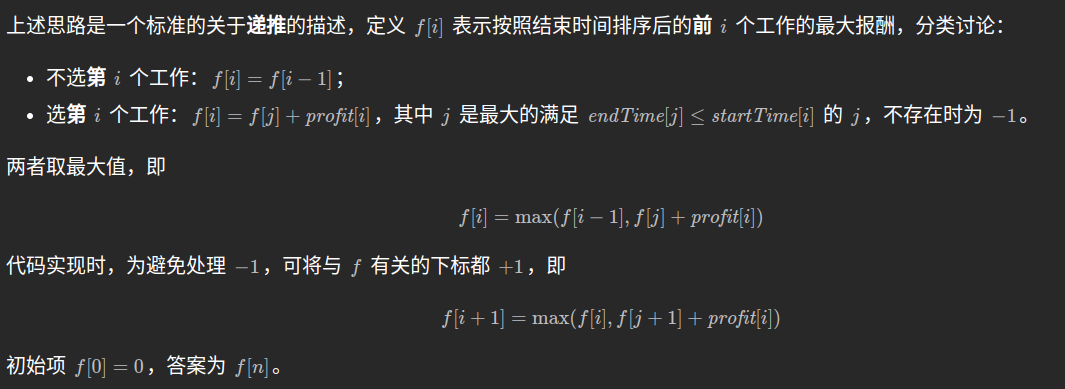 上述思路是一个标准的关于递推的描述，定义 f[i] 表示按照结束时间排序后的前 i 个工作的最大报酬，分类讨论：
• 不选第 i 个工作：f[i] = f[i − 1]；
• 选第 i 个工作：f[i] = f[j] + profit[i]，其中 j 是最大的满足 endTime[j] ≤ startTime[i] 的 j，不存在时为 −1。
两者取最大值，即
f[i] = max(f[i − 1], f[j] + profit[i])
代码实现时，为避免处理 −1，可将与 f 有关的下标都 +1，即
f[i + 1] = max(f[i], f[j + 1] + profit[i])
初始项 f[0] = 0，答案为 f[n]。